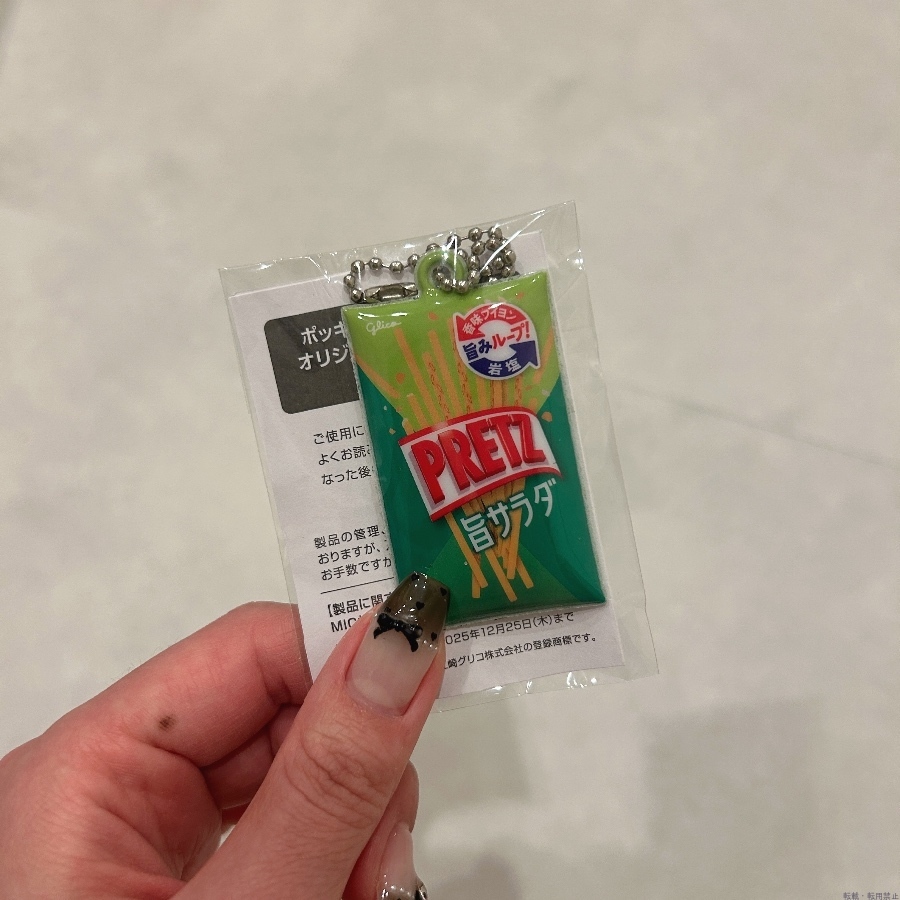 Glico
香味ブイヨン
旨みループ!
岩塩
PRETZ
旨サラダ
ポッキ
オリジ
ご使用に
よくお読
なった後
製品の管理、
おりますが、
お手数ですが
【製品に関
MIC
025年12月25日(木)まで
崎グリコ株式会社の登録商標です。
転載・転用禁止